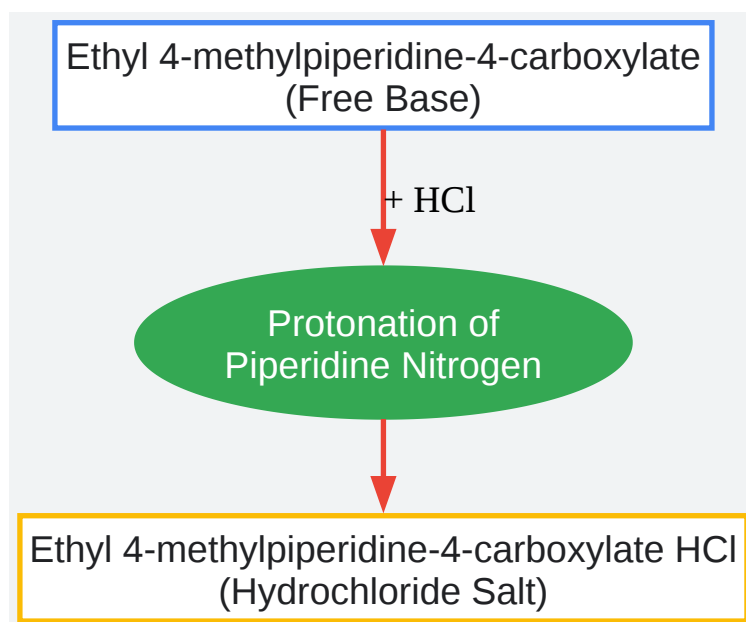 Ethyl 4-methylpiperidine-4-carboxylate
(Free Base)
+ HCl
Protonation of
Piperidine Nitrogen
Ethyl 4-methylpiperidine-4-carboxylate HCl
(Hydrochloride Salt)